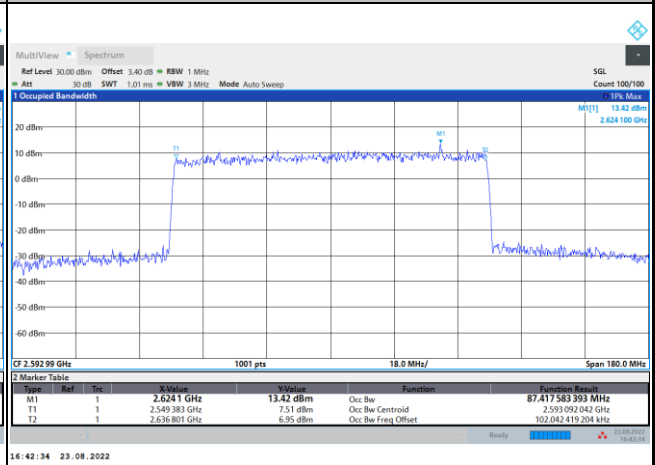 MultiView Spectrum
Ref Level 30.00 dBm Offset 3.40 dB RBW 1 MHz SGL
Att 30 dB SWT 1.01 ms VBW 3 MHz Mode Auto Sweep Count 100/100
1 Occupied Bandwidth 1Pk Max
M1[1] 13.42 dBm
2.624 100 GHz
20 dBm
M1
T1
T2
10 dBm
0 dBm
-10 dBm
-20 dBm
-30 dBm
-40 dBm
-50 dBm
-60 dBm
CF 2.592 99 GHz 1001 pts 18.0 MHz/ Span 180.0 MHz
2 Marker Table
Type Ref Trc X-Value Y-Value Function Function Result
M1 1 2.6241 GHz 13.42 dBm Occ Bw 87.417 583 393 MHz
T1 1 2.549 383 GHz 7.51 dBm Occ Bw Centroid 2.593 092 042 GHz
T2 1 2.636 801 GHz 6.95 dBm Occ Bw Freq Offset 102.042 419 204 kHz
Ready 23.08.2022
16:42:34
16:42:34 23.08.2022